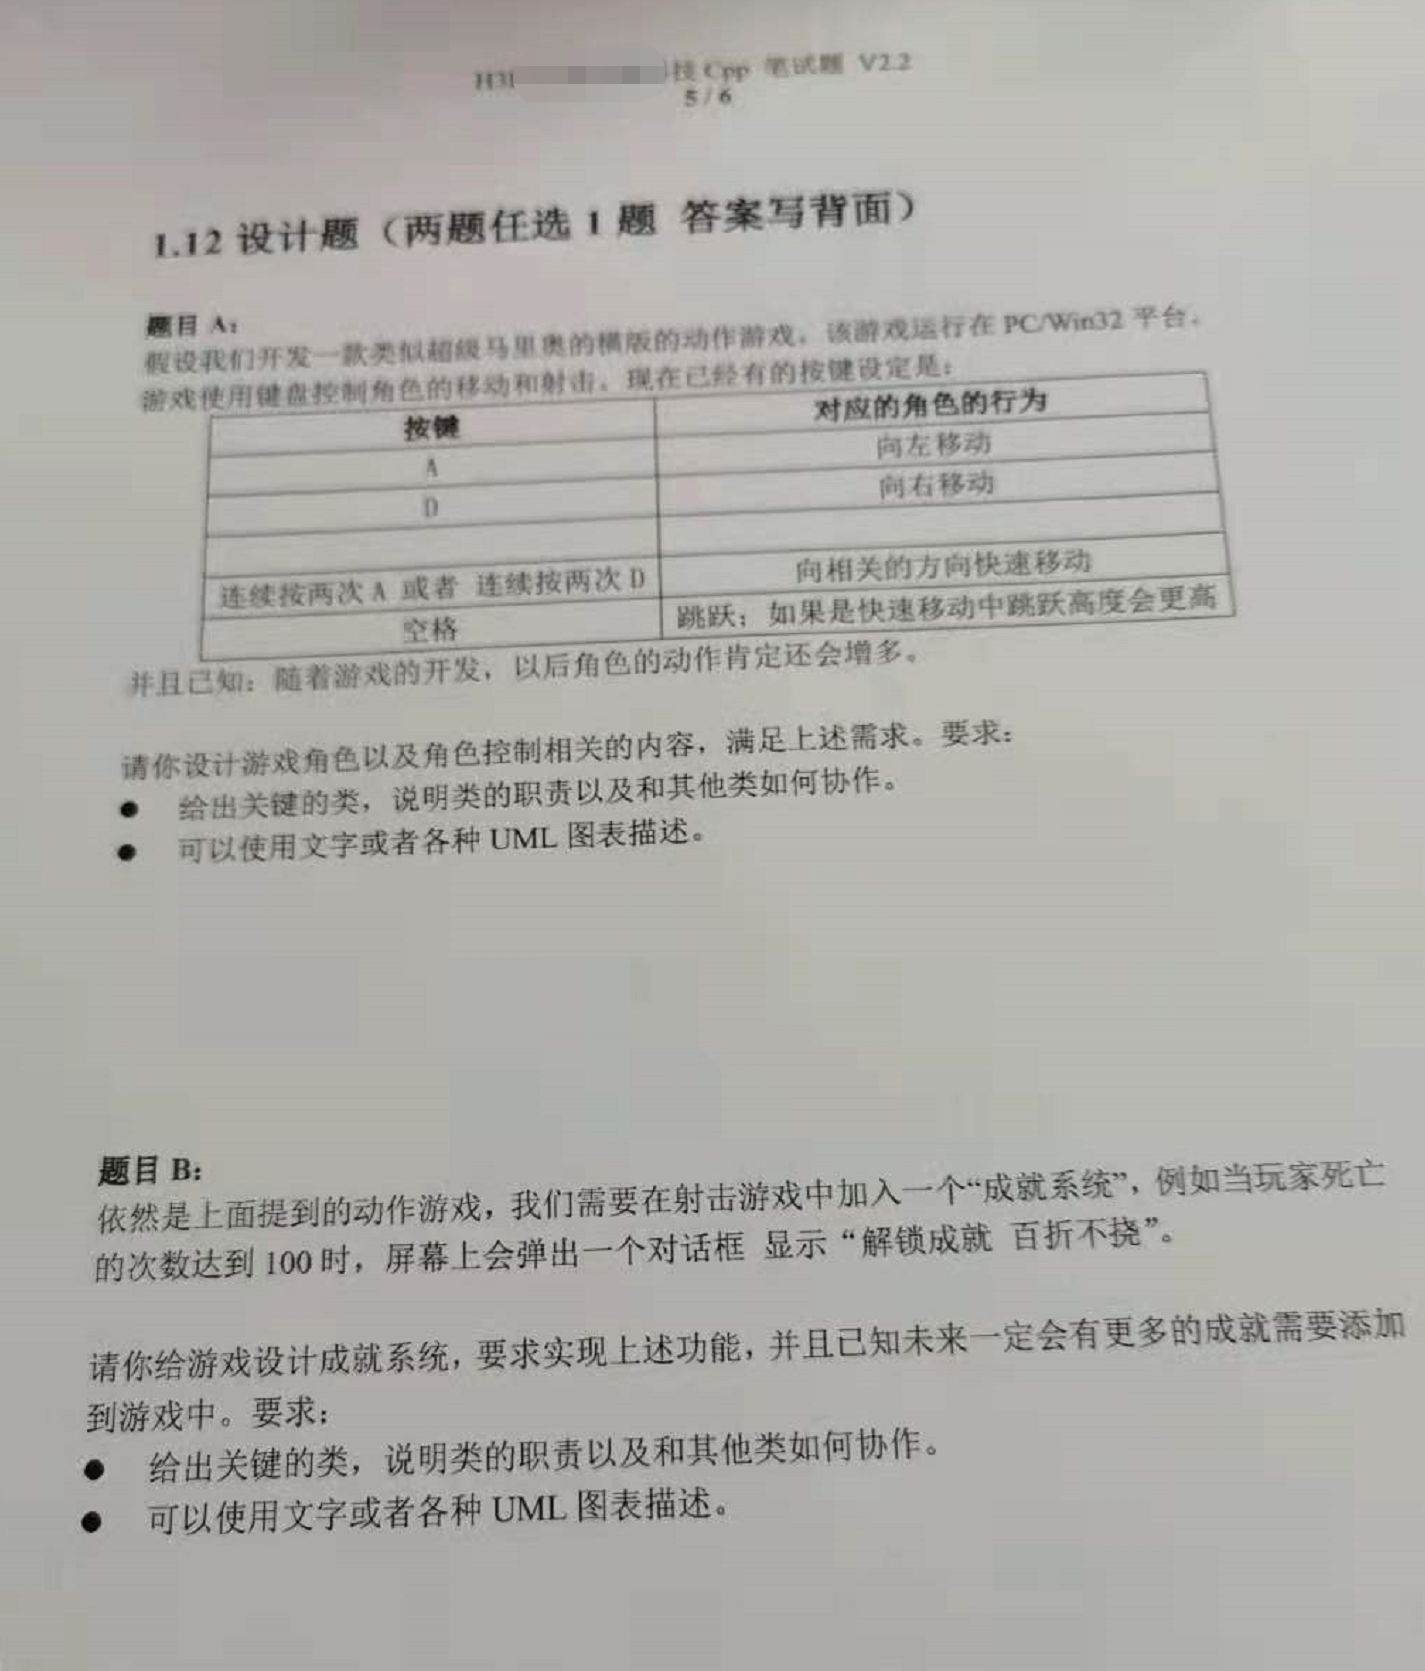 H3 技 Cpp 笔试题 V2.2
5 / 6
1.12 设计题（两题任选 1 题 答案写背面）
题目 A：
假设我们开发一款类似超级马里奥的横版的动作游戏。该游戏运行在 PC/Win32 平台。
游戏使用键盘控制角色的移动和射击。现在已经有的按键设定是：
按键 对应的角色的行为
A 向左移动
D 向右移动
连续按两次 A 或者 连续按两次 D 向相关的方向快速移动
空格 跳跃；如果是快速移动中跳跃高度会更高
并且已知：随着游戏的开发，以后角色的动作肯定还会增多。
请你设计游戏角色以及角色控制相关的内容，满足上述需求。要求：
● 给出关键的类，说明类的职责以及和其他类如何协作。
● 可以使用文字或者各种 UML 图表描述。
题目 B：
依然是上面提到的动作游戏，我们需要在射击游戏中加入一个“成就系统”，例如当玩家死亡
的次数达到 100 时，屏幕上会弹出一个对话框 显示“解锁成就 百折不挠”。
请你给游戏设计成就系统，要求实现上述功能，并且已知未来一定会有更多的成就需要添加
到游戏中。要求：
● 给出关键的类，说明类的职责以及和其他类如何协作。
● 可以使用文字或者各种 UML 图表描述。